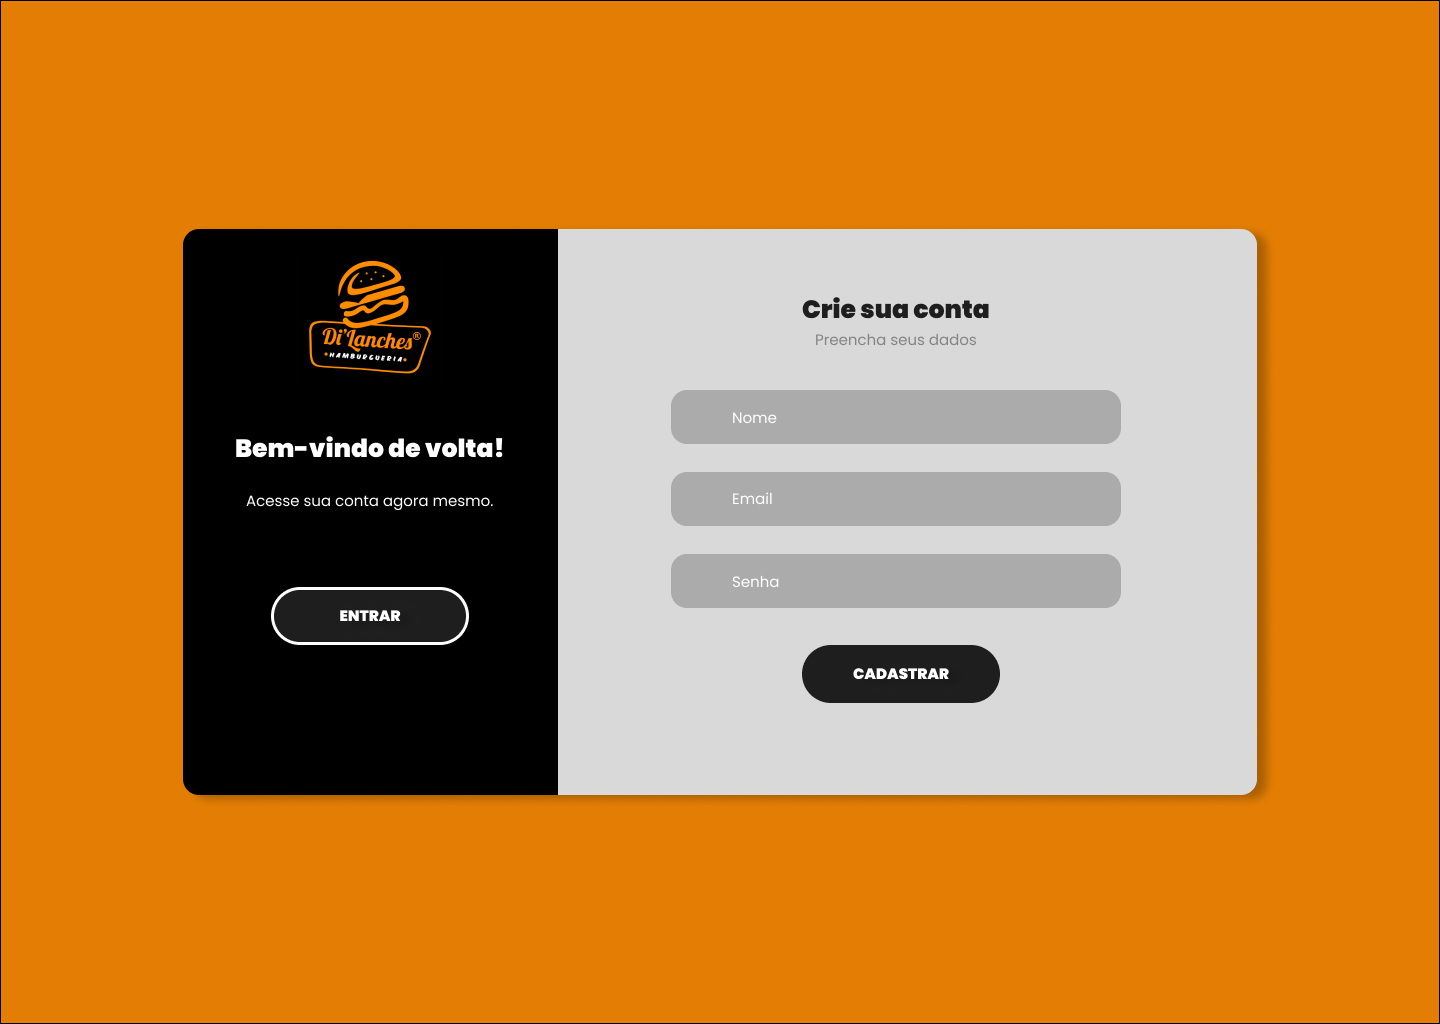 Di'Lanches®
•HAMBURGUERIA•
Bem-vindo de volta!
Acesse sua conta agora mesmo.
ENTRAR
Crie sua conta
Preencha seus dados
Nome
Email
Senha
CADASTRAR